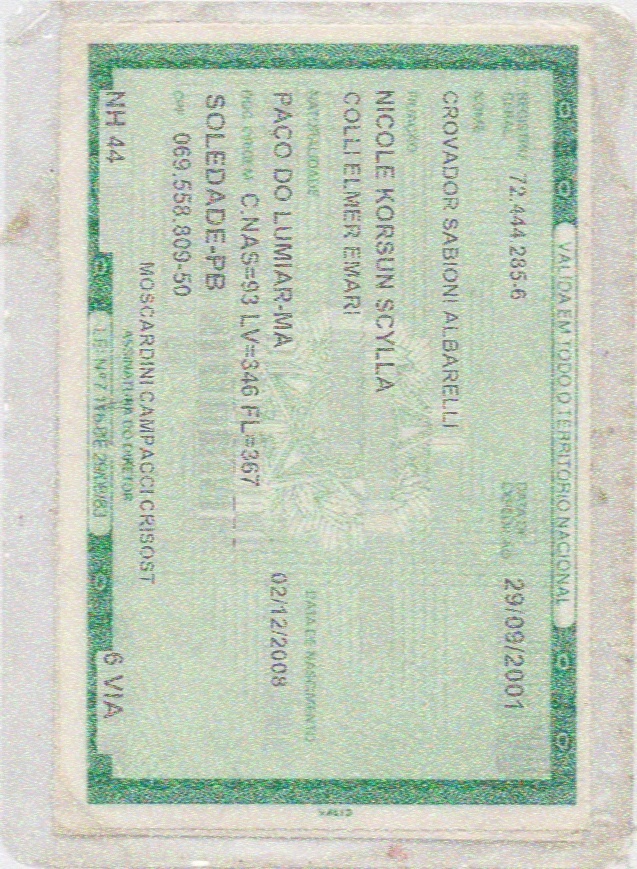 VÁLIDA EM TODO O TERRITÓRIO NACIONAL
REGISTRO GERAL 72.444 285-6 DATA DE EXPEDIÇÃO 29/09/2001
NOME
CROVADOR SABIONI ALBARELLI
FILIAÇÃO
NICOLE KORSUN SCYLLA
COLLI ELMER EMARI
NATURALIDADE DATA DE NASCIMENTO
PAÇO DO LUMIAR-MA 02/12/2008
DOC. ORIGEM C.NAS=93 LV=346 FL=367
SOLEDADE-PB
CPF 069.558.809-50
MOSCARDINI CAMPACCI CRISOST
ASSINATURA DO DIRETOR
NH 44 LEI Nº 7.116 DE 29/08/83 6 VIA